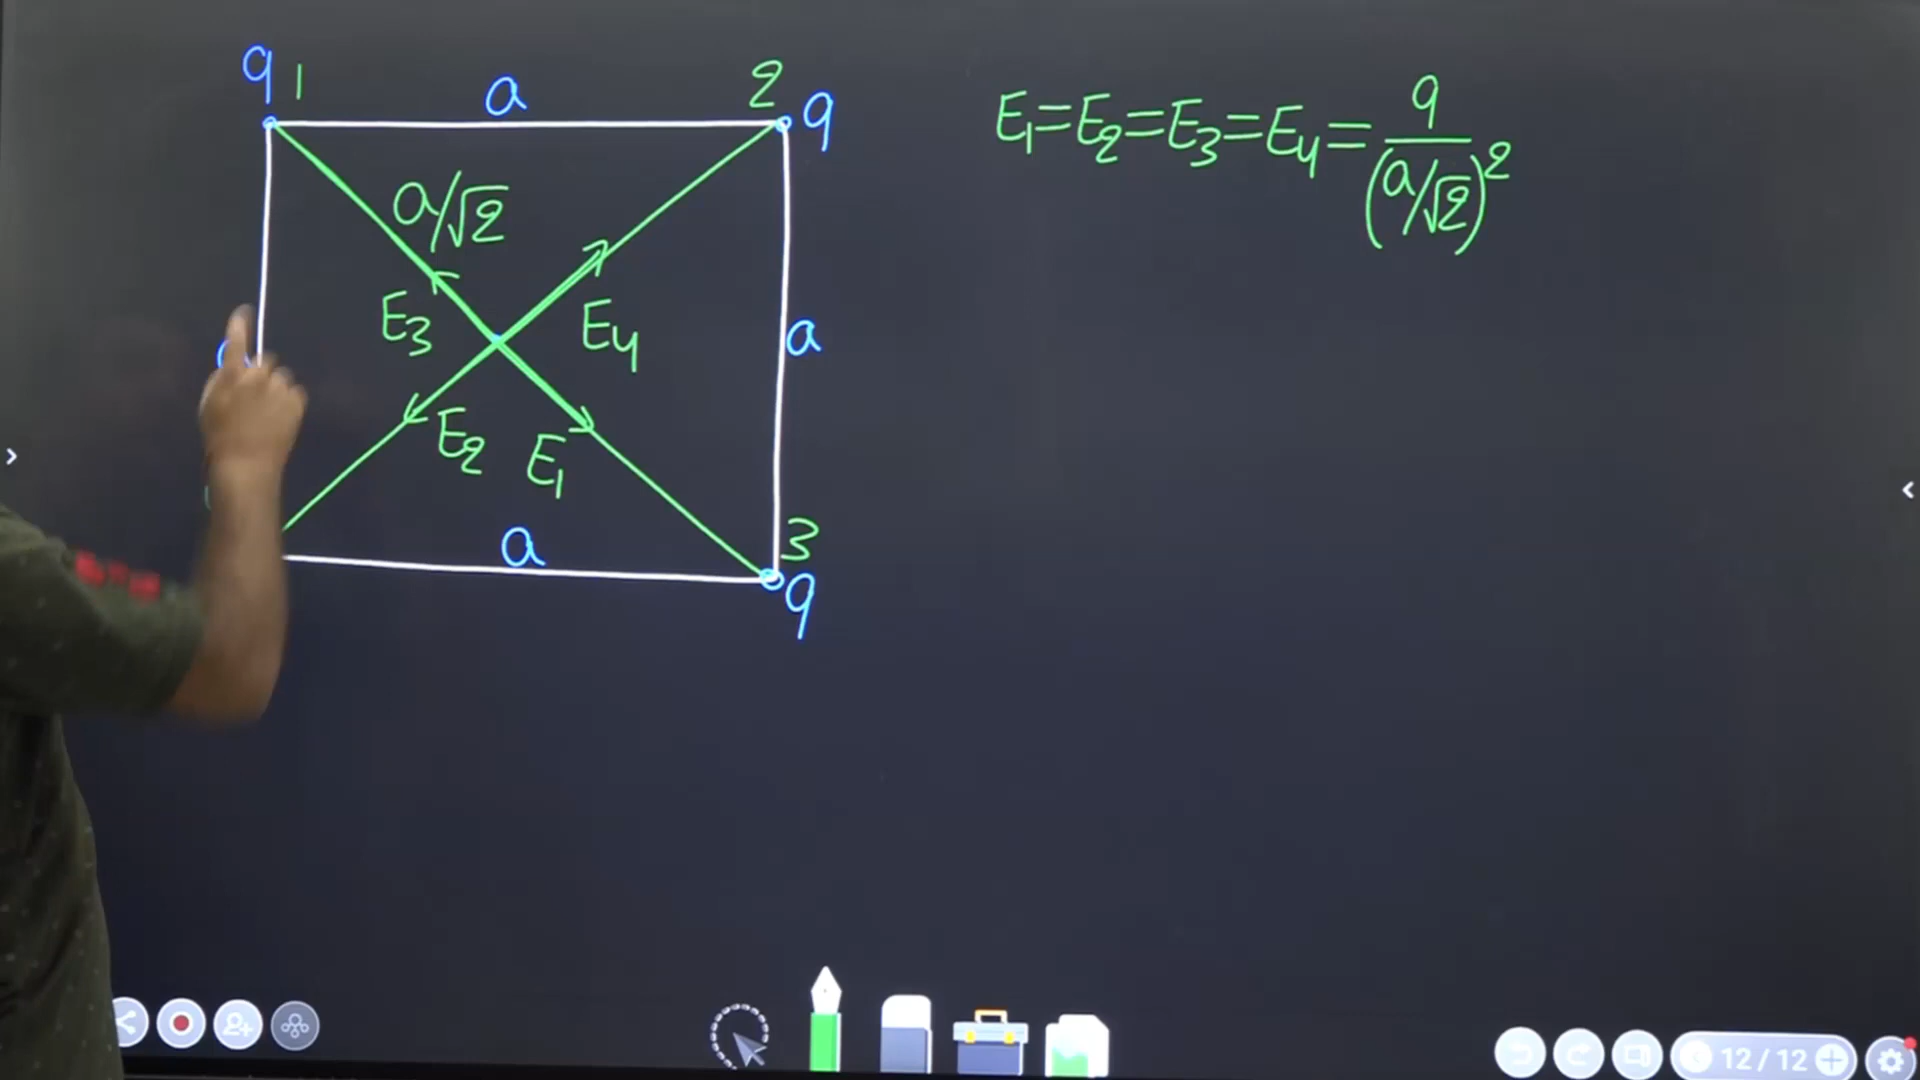 q 1 a 2 q
E₁=E₂=E₃=E₄= q/(a/√2)²
a/√2
E₃ E₄ a
E₂ E₁
a 3
q
12 / 12